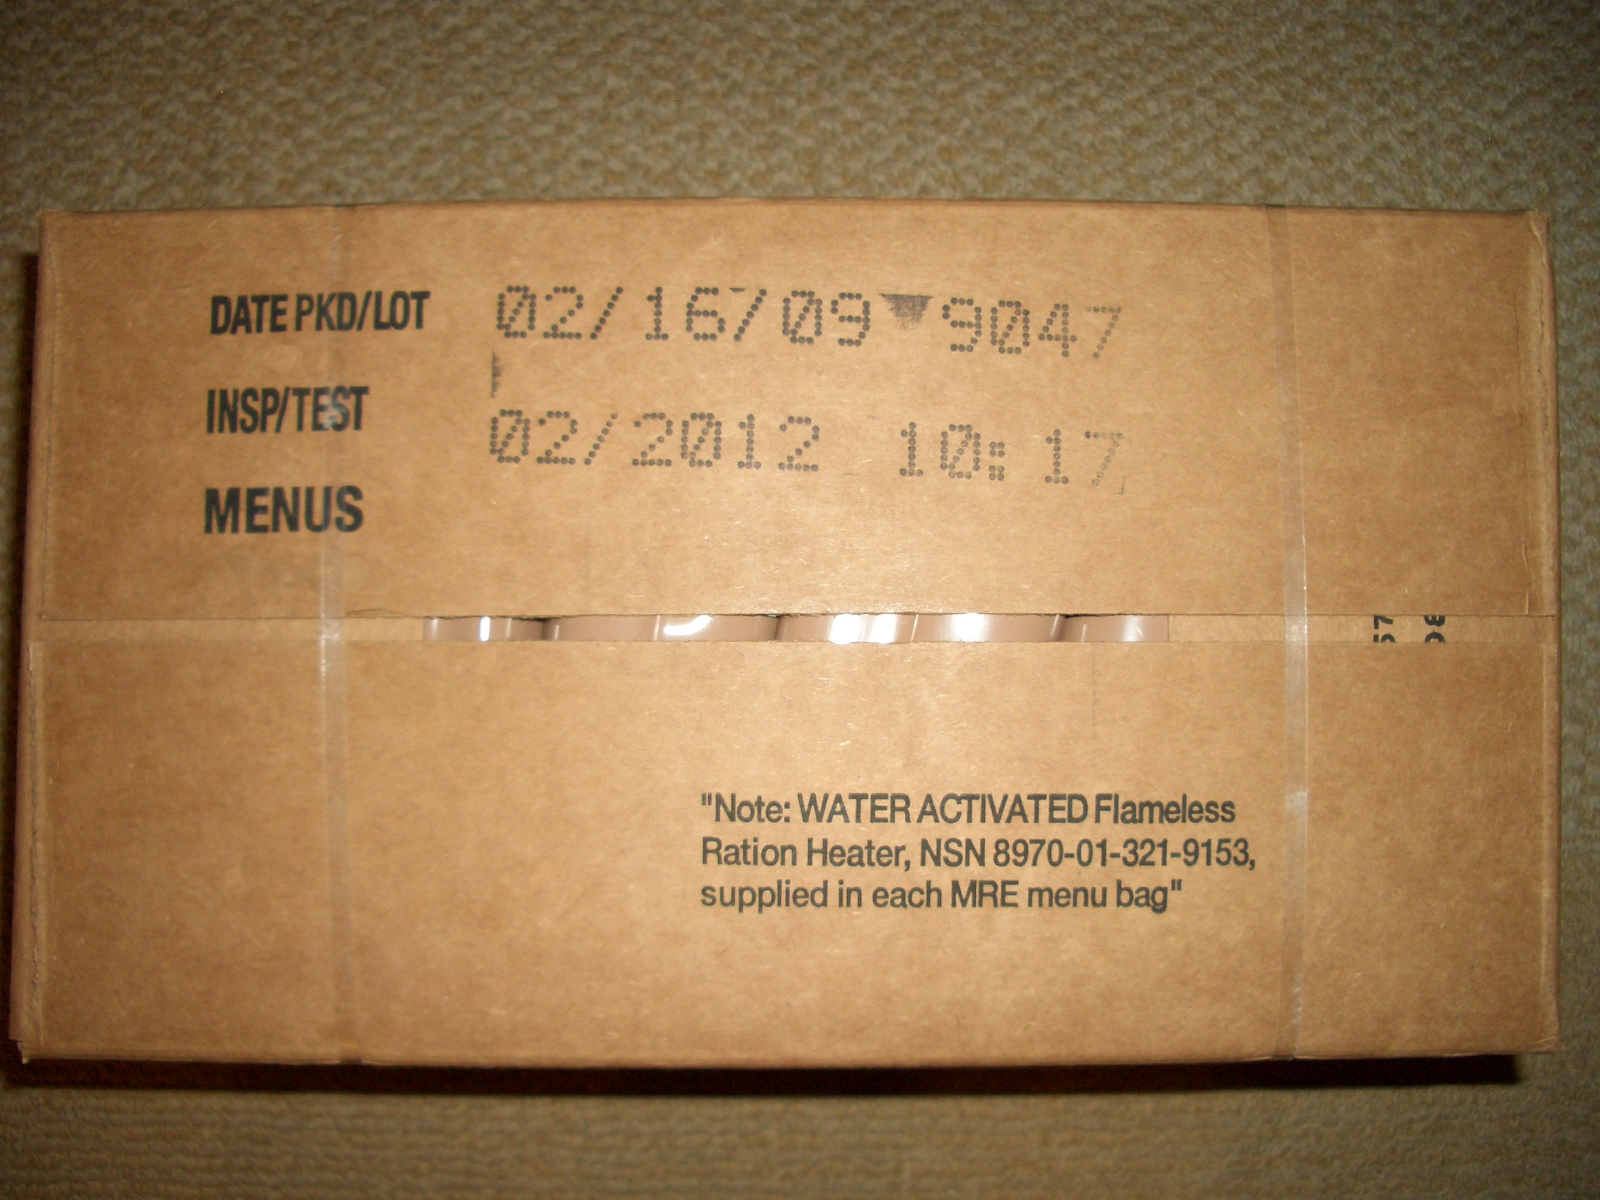 DATE PKD/LOT 02/16/09 9047
INSP/TEST 02/2012 10:17
MENUS
"Note: WATER ACTIVATED Flameless
Ration Heater, NSN 8970-01-321-9153,
supplied in each MRE menu bag"